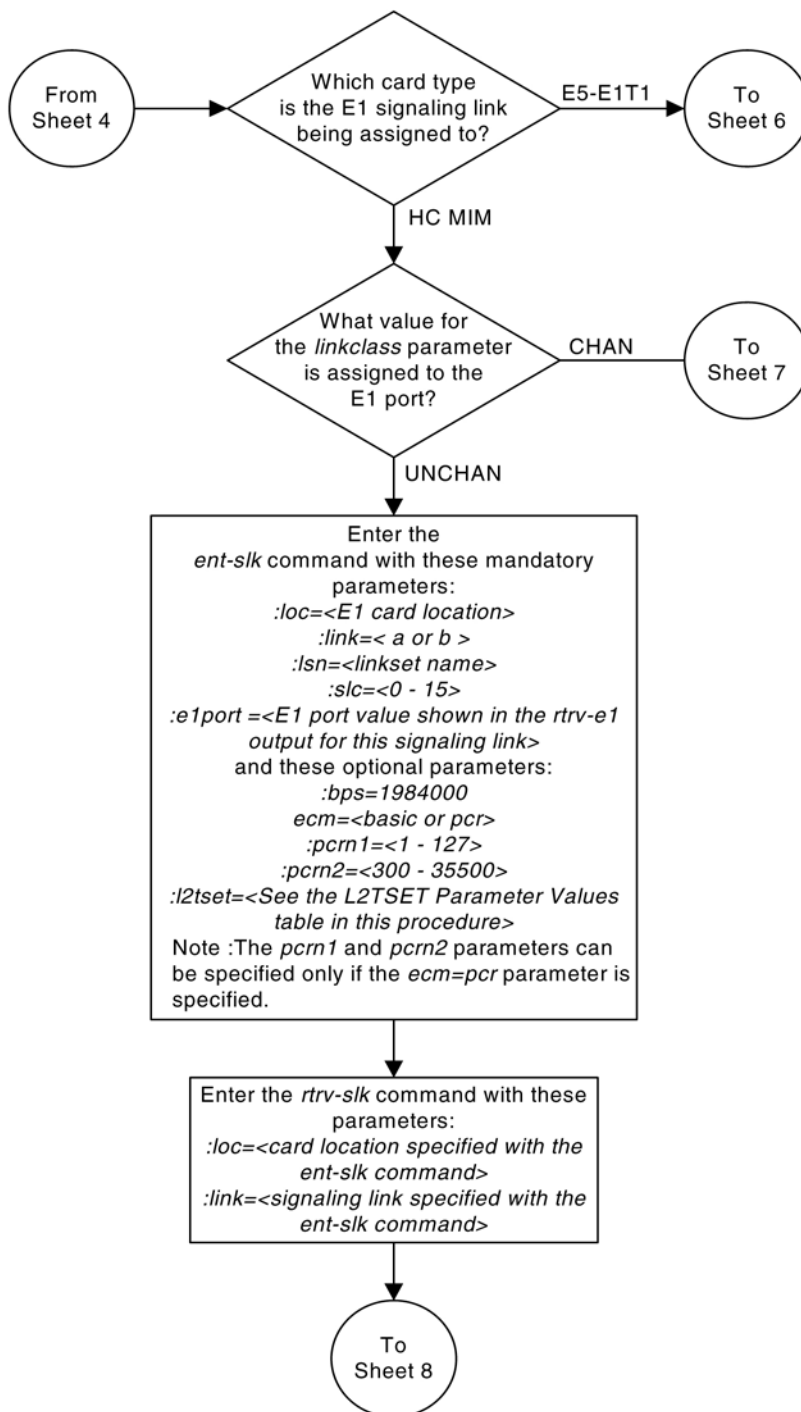 From
Sheet 4
Which card type
is the E1 signaling link
being assigned to?
E5-E1T1
To
Sheet 6
HC MIM
What value for
the linkclass parameter
is assigned to the
E1 port?
CHAN
To
Sheet 7
UNCHAN
Enter the
ent-slk command with these mandatory
parameters:
:loc=<E1 card location>
:link=< a or b >
:lsn=<linkset name>
:slc=<0 - 15>
:e1port =<E1 port value shown in the rtrv-e1
output for this signaling link>
and these optional parameters:
:bps=1984000
ecm=<basic or pcr>
:pcrn1=<1 - 127>
:pcrn2=<300 - 35500>
:l2tset=<See the L2TSET Parameter Values
table in this procedure>
Note :The pcrn1 and pcrn2 parameters can
be specified only if the ecm=pcr parameter is
specified.
Enter the rtrv-slk command with these
parameters:
:loc=<card location specified with the
ent-slk command>
:link=<signaling link specified with the
ent-slk command>
To
Sheet 8